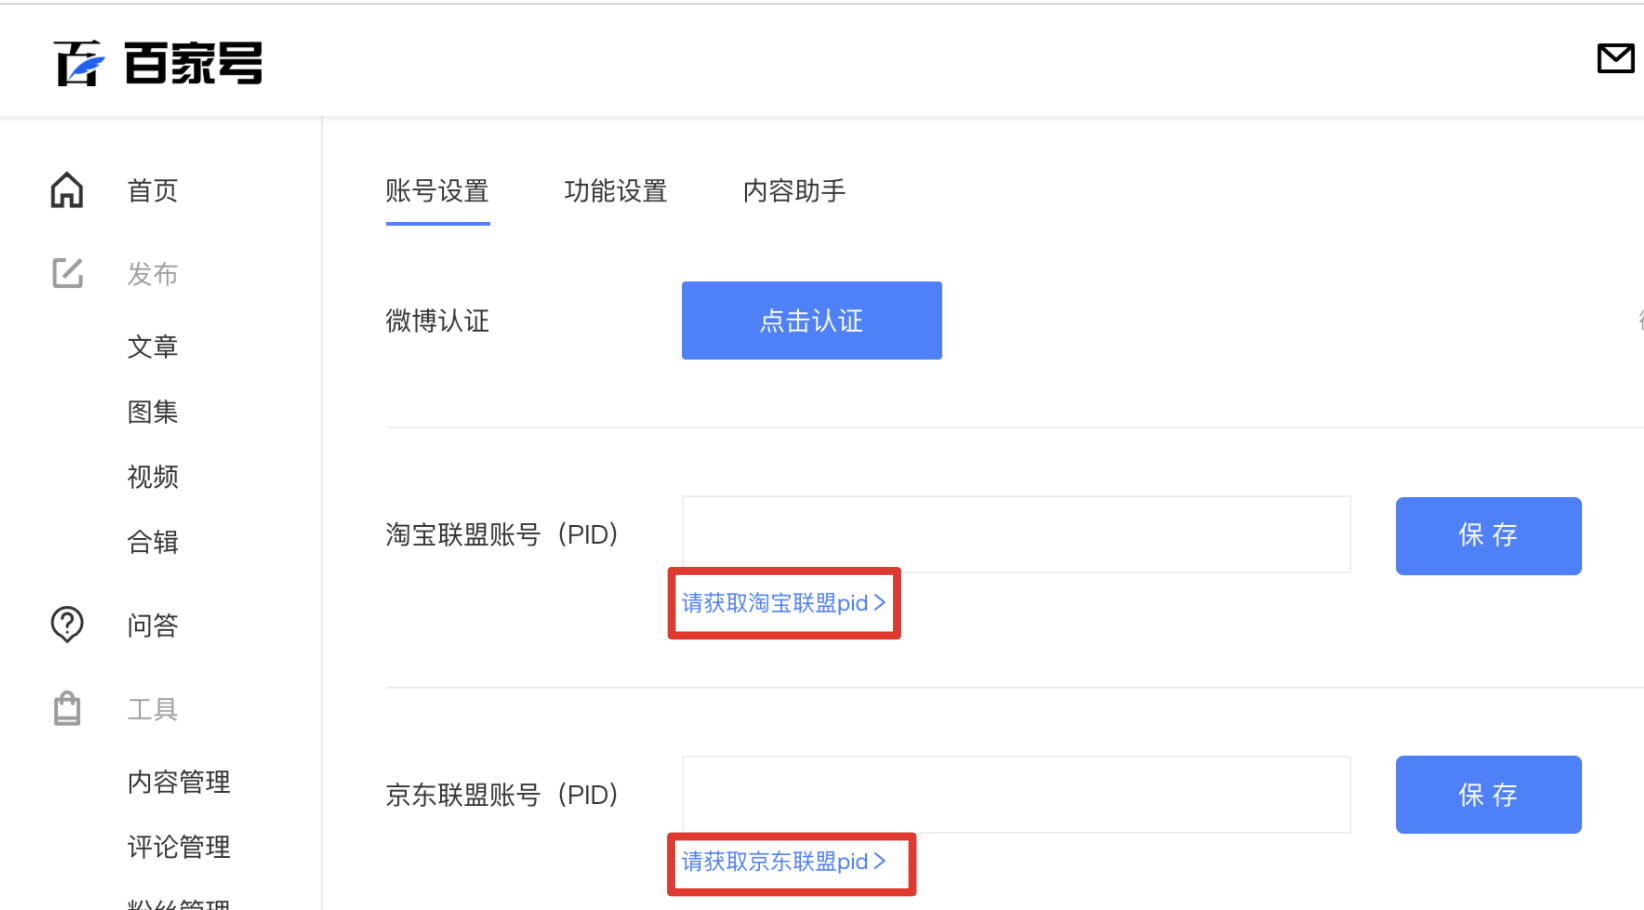 百家号
首页
发布
文章
图集
视频
合辑
问答
工具
内容管理
评论管理
粉丝管理
账号设置 功能设置 内容助手
微博认证 点击认证
淘宝联盟账号（PID） 保 存
请获取淘宝联盟pid>
京东联盟账号（PID） 保 存
请获取京东联盟pid>